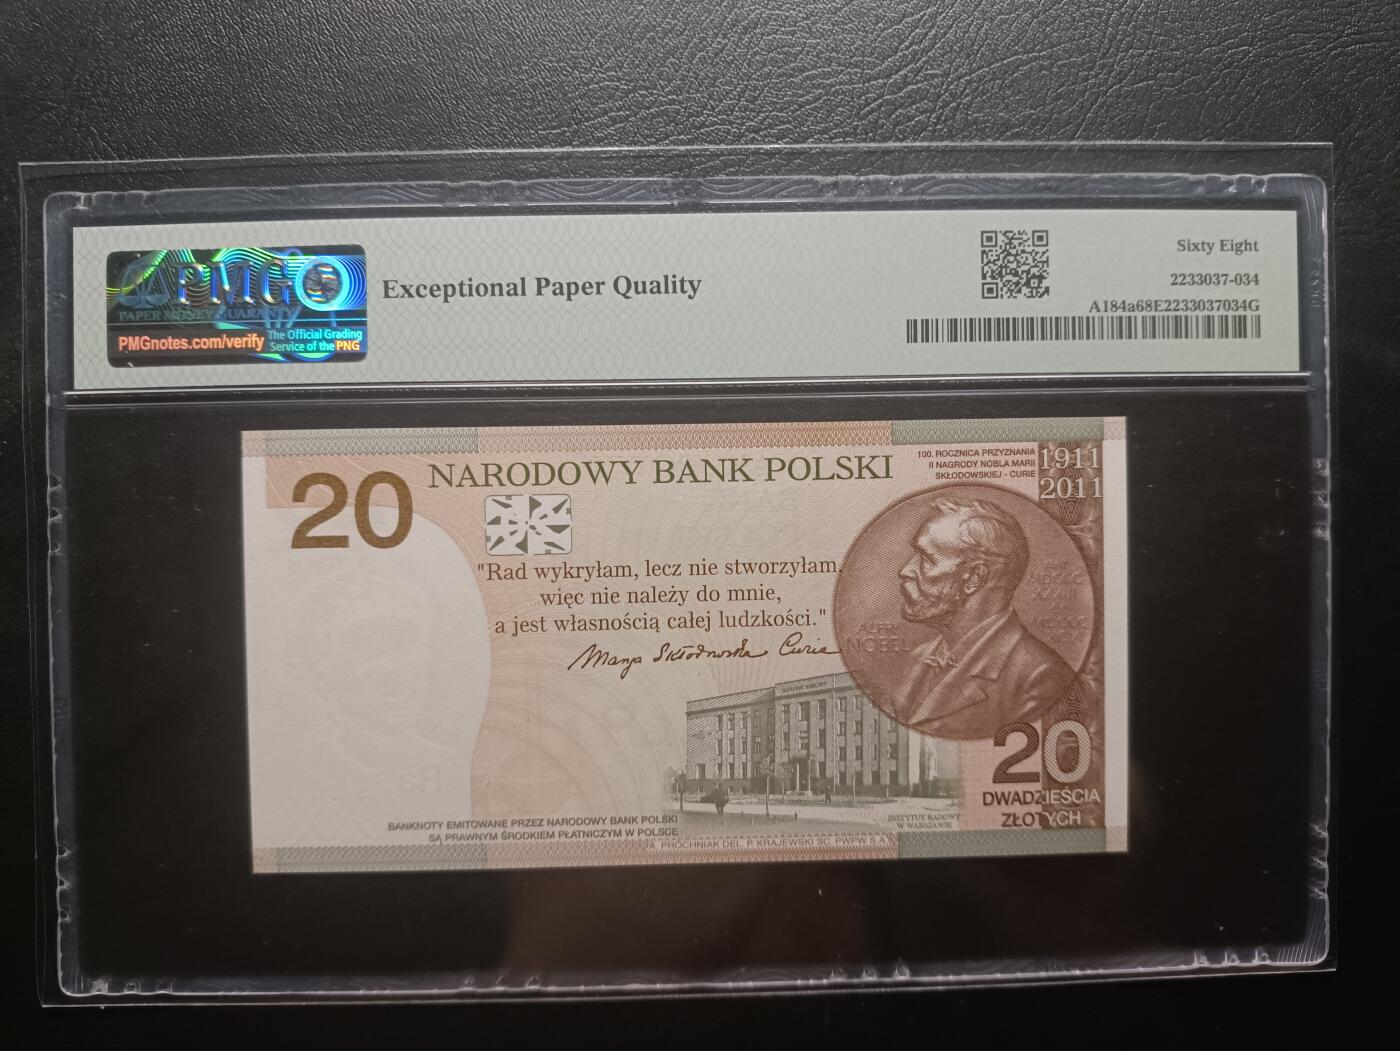 PMG
PAPER MONEY GUARANTY
PMGnotes.com/verify
The Official Grading
Service of the PNG
Exceptional Paper Quality
Sixty Eight
2233037-034
A184a68E2233037034G
20
NARODOWY BANK POLSKI
100. ROCZNICA PRZYZNANIA
II NAGRODY NOBLA MARII
SKŁODOWSKIEJ - CURIE
1911
2011
"Rad wykryłam, lecz nie stworzyłam,
więc nie należy do mnie,
a jest własnością całej ludzkości."
Marya Skłodowska Curie
ALFR.
NOBEL
Ra
BANKNOTY EMITOWANE PRZEZ NARODOWY BANK POLSKI
SĄ PRAWNYM ŚRODKIEM PŁATNICZYM W POLSCE
INSTYTUT RADOWY
W WARSZAWIE
A. PROCHNIAK DEL. P. KRAJEWSKI SC. PWPW S.A.
20
DWADZIEŚCIA
ZŁOTYCH